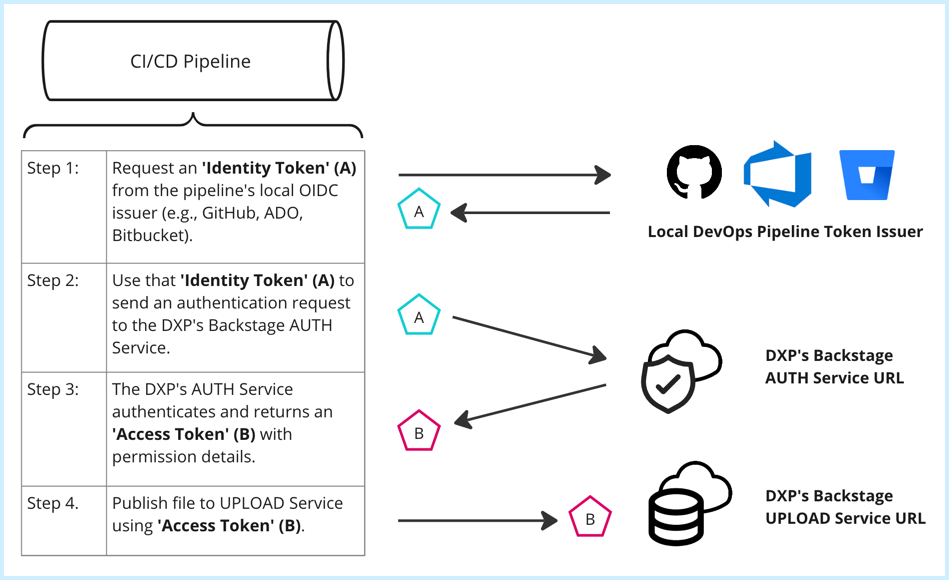 CI/CD Pipeline
Step 1:
Request an 'Identity Token' (A)
from the pipeline's local OIDC
issuer (e.g., GitHub, ADO,
Bitbucket).
A
Local DevOps Pipeline Token Issuer
Step 2:
Use that 'Identity Token' (A) to
send an authentication request
to the DXP's Backstage AUTH
Service.
A
DXP's Backstage
AUTH Service URL
Step 3:
The DXP's AUTH Service
authenticates and returns an
'Access Token' (B) with
permission details.
B
Step 4.
Publish file to UPLOAD Service
using 'Access Token' (B).
B
DXP's Backstage
UPLOAD Service URL